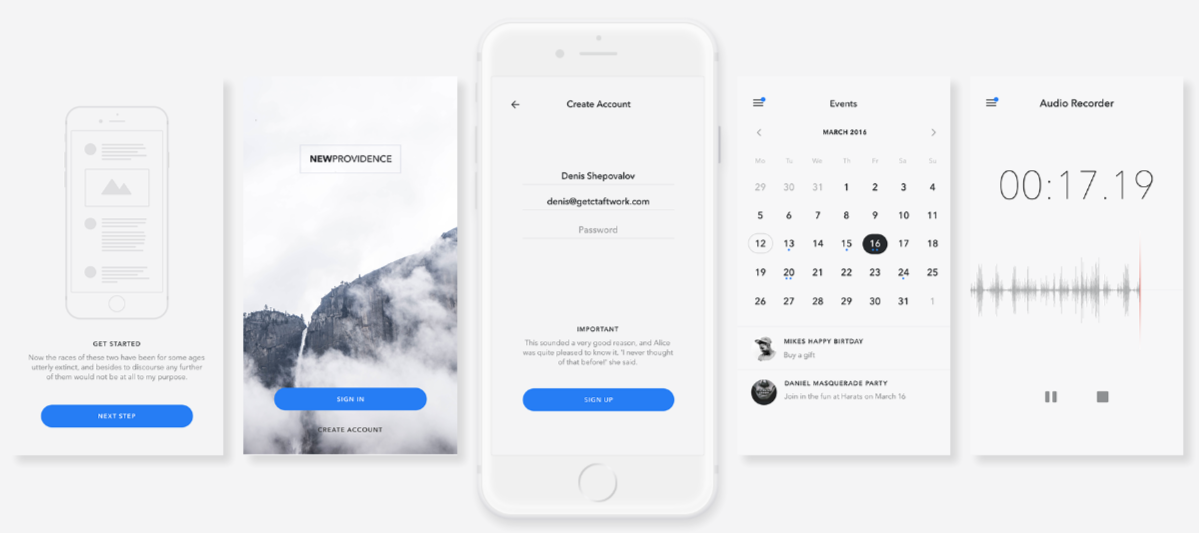 GET STARTED
Now the races of these two have been for some ages
utterly extinct, and besides to discourse any further
of them would not be at all to my purpose.
NEXT STEP
NEWPROVIDENCE
SIGN IN
CREATE ACCOUNT
Create Account
Denis Shepovalov
denis@getctaftwork.com
Password
IMPORTANT
This sounded a very good reason, and Alice
was quite pleased to know it, 'I never thought
of that before!' she said.
SIGN UP
Events
MARCH 2016
Mo Tu We Th Fr Sa Su
29 30 31 1 2 3 4
5 6 7 8 9 10 11
12 13 14 15 16 17 18
19 20 21 22 23 24 25
26 27 28 29 30 31 1
MIKES HAPPY BIRTDAY
Buy a gift
DANIEL MASQUERADE PARTY
Join in the fun at Harats on March 16
Audio Recorder
00:17.19